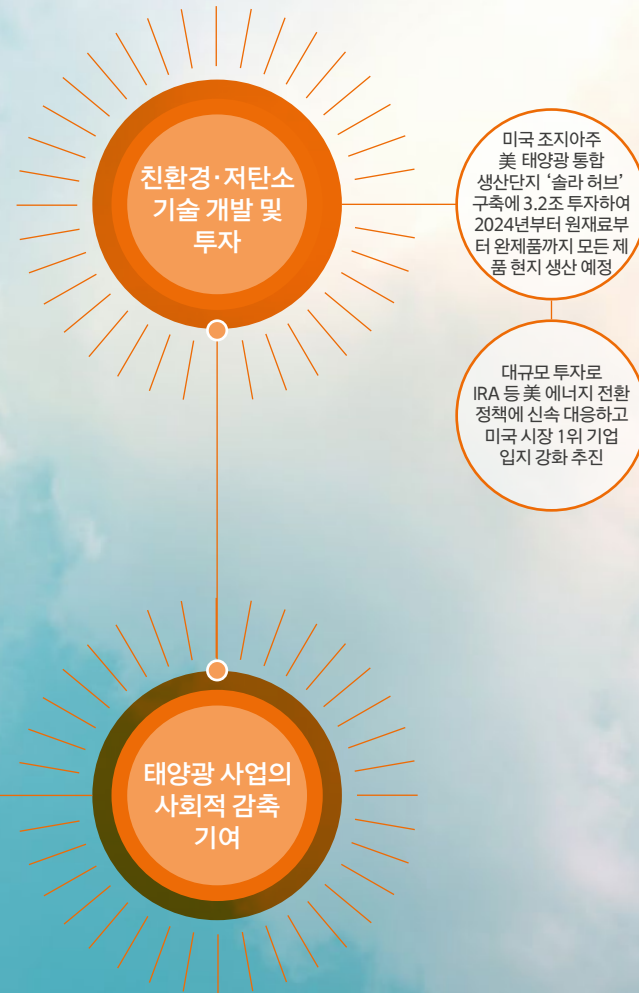 친환경·저탄소
기술 개발 및
투자
미국 조지아주
美 태양광 통합
생산단지 ‘솔라 허브’
구축에 3.2조 투자하여
2024년부터 원재료부
터 완제품까지 모든 제
품 현지 생산 예정
대규모 투자로
IRA 등 美 에너지 전환
정책에 신속 대응하고
미국 시장 1위 기업
입지 강화 추진
태양광 사업의
사회적 감축
기여